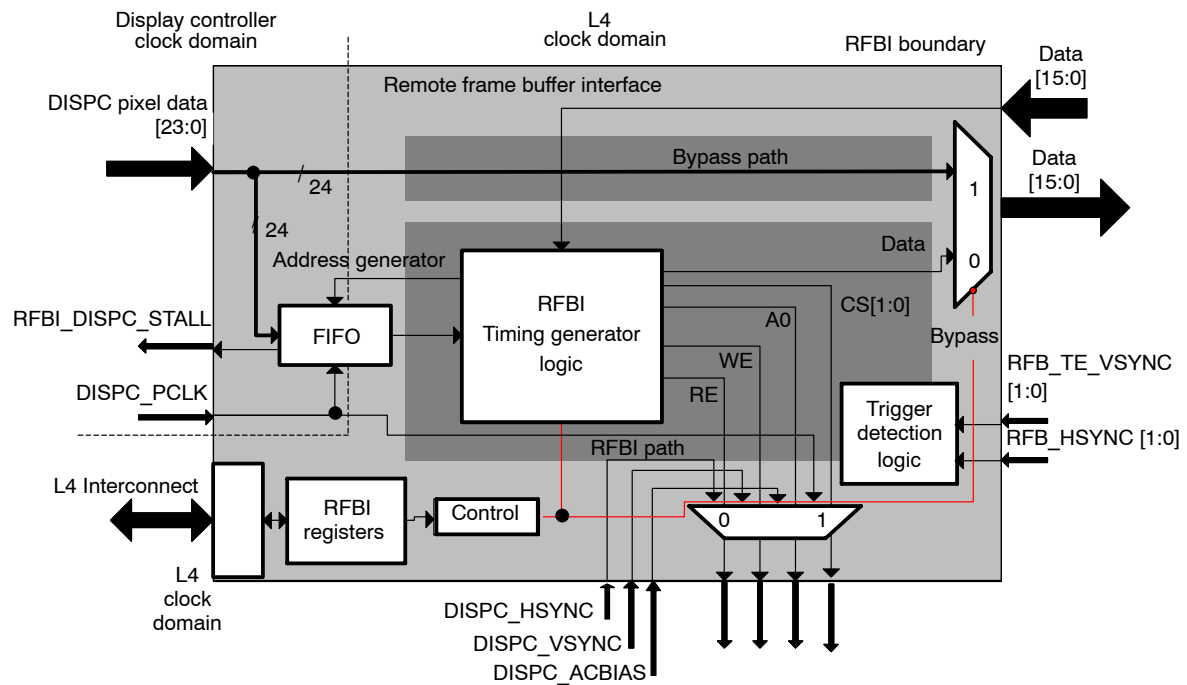 Display controller
clock domain
L4
clock domain
RFBI boundary
Data
[15:0]
Remote frame buffer interface
DISPC pixel data
[23:0]
Bypass path
24
1
Data
[15:0]
24
Data
0
Address generator
RFBI
Timing generator
logic
CS[1:0]
A0
RFBI_DISPC_STALL
FIFO
Bypass
WE
RFB_TE_VSYNC
[1:0]
DISPC_PCLK
RE
Trigger
detection
logic
RFB_HSYNC [1:0]
RFBI path
L4 Interconnect
RFBI
registers
Control
0
1
L4
clock
domain
DISPC_HSYNC
DISPC_VSYNC
DISPC_ACBIAS